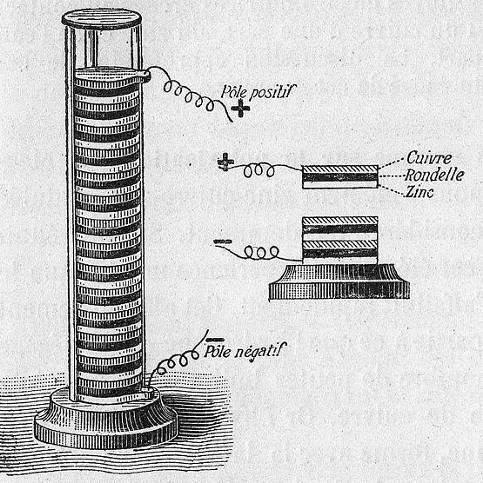 Pôle positif
+
+
Cuivre
Rondelle
Zinc
-
-
Pôle négatif